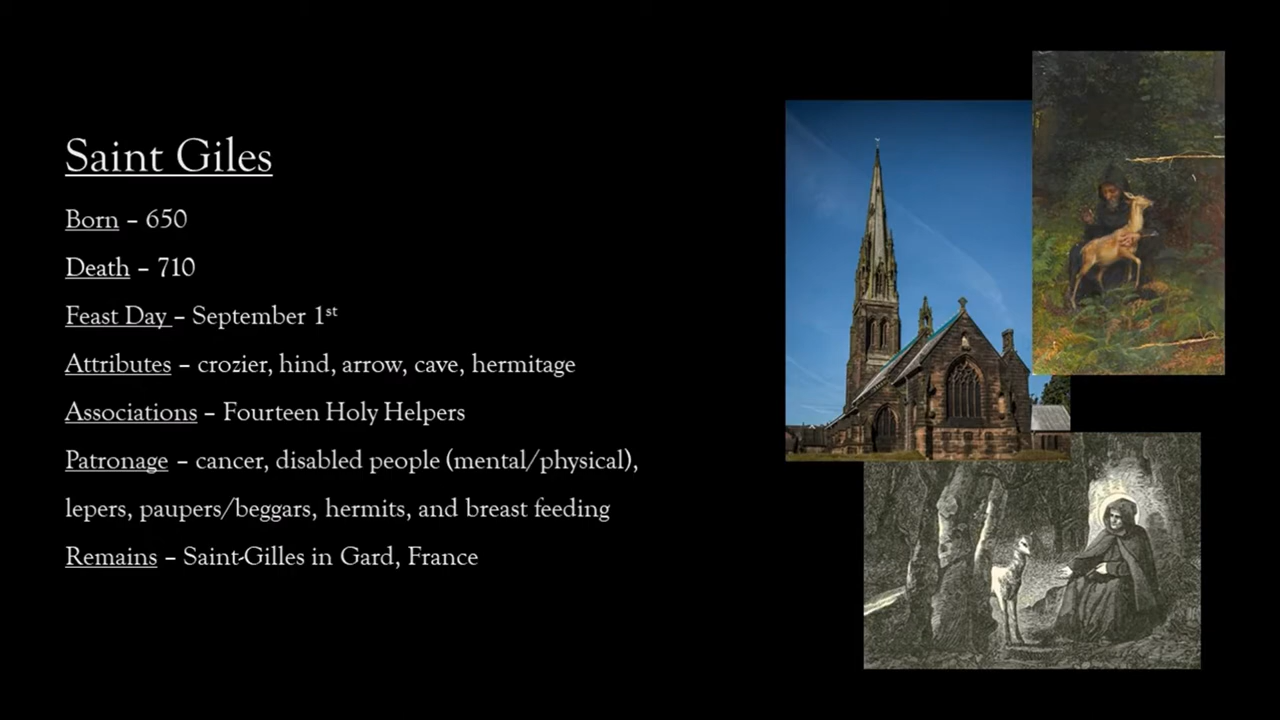 Saint Giles
Born – 650
Death – 710
Feast Day – September 1st
Attributes – crozier, hind, arrow, cave, hermitage
Associations – Fourteen Holy Helpers
Patronage – cancer, disabled people (mental/physical),
lepers, paupers/beggars, hermits, and breast feeding
Remains – Saint-Gilles in Gard, France